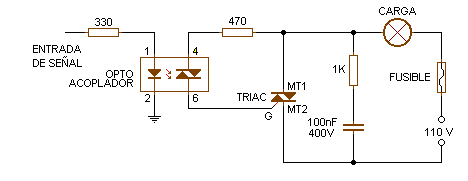 330
470
CARGA
ENTRADA
DE SEÑAL
1
4
OPTO
ACOPLADOR
2
6
TRIAC
MT1
MT2
G
1K
100nF
400V
FUSIBLE
110 V